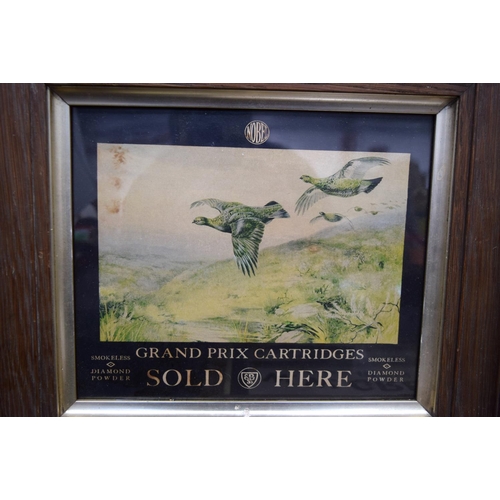 NOBEL
GRAND PRIX CARTRIDGES
SMOKELESS
DIAMOND
POWDER
SOLD HERE
SMOKELESS
DIAMOND
POWDER